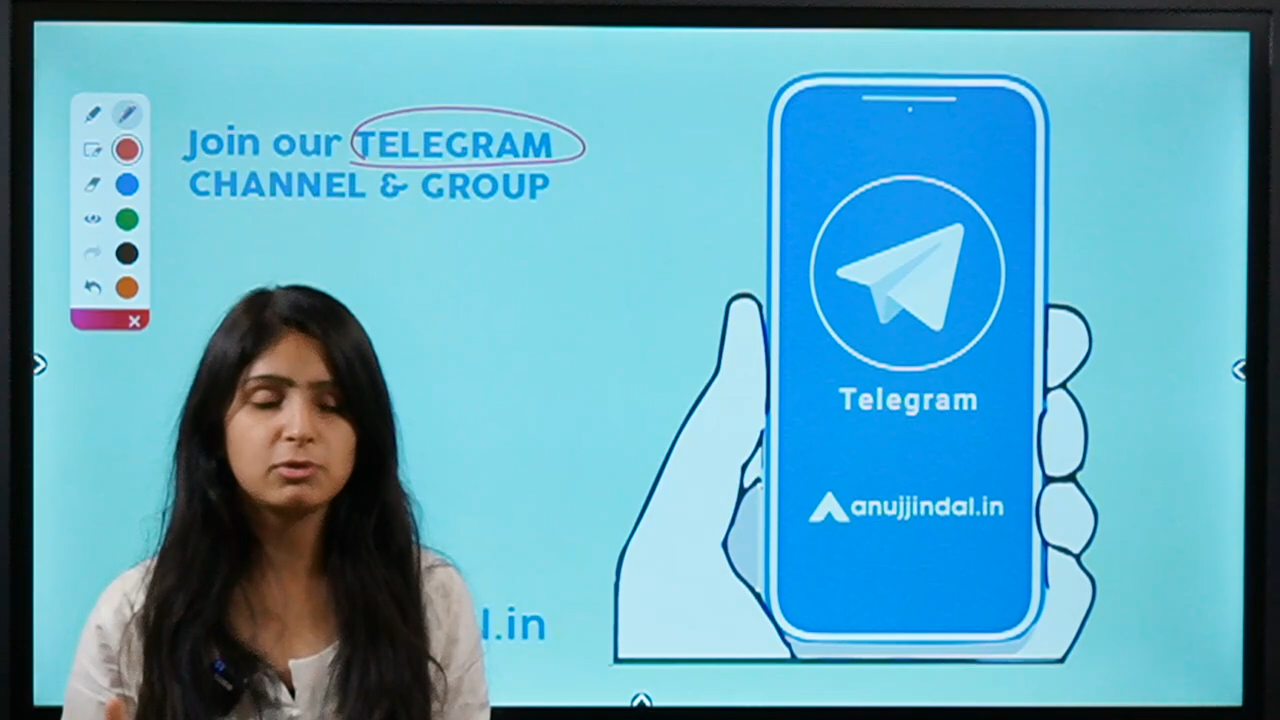 Join our TELEGRAM
CHANNEL & GROUP
Telegram
anujjindal.in
l.in